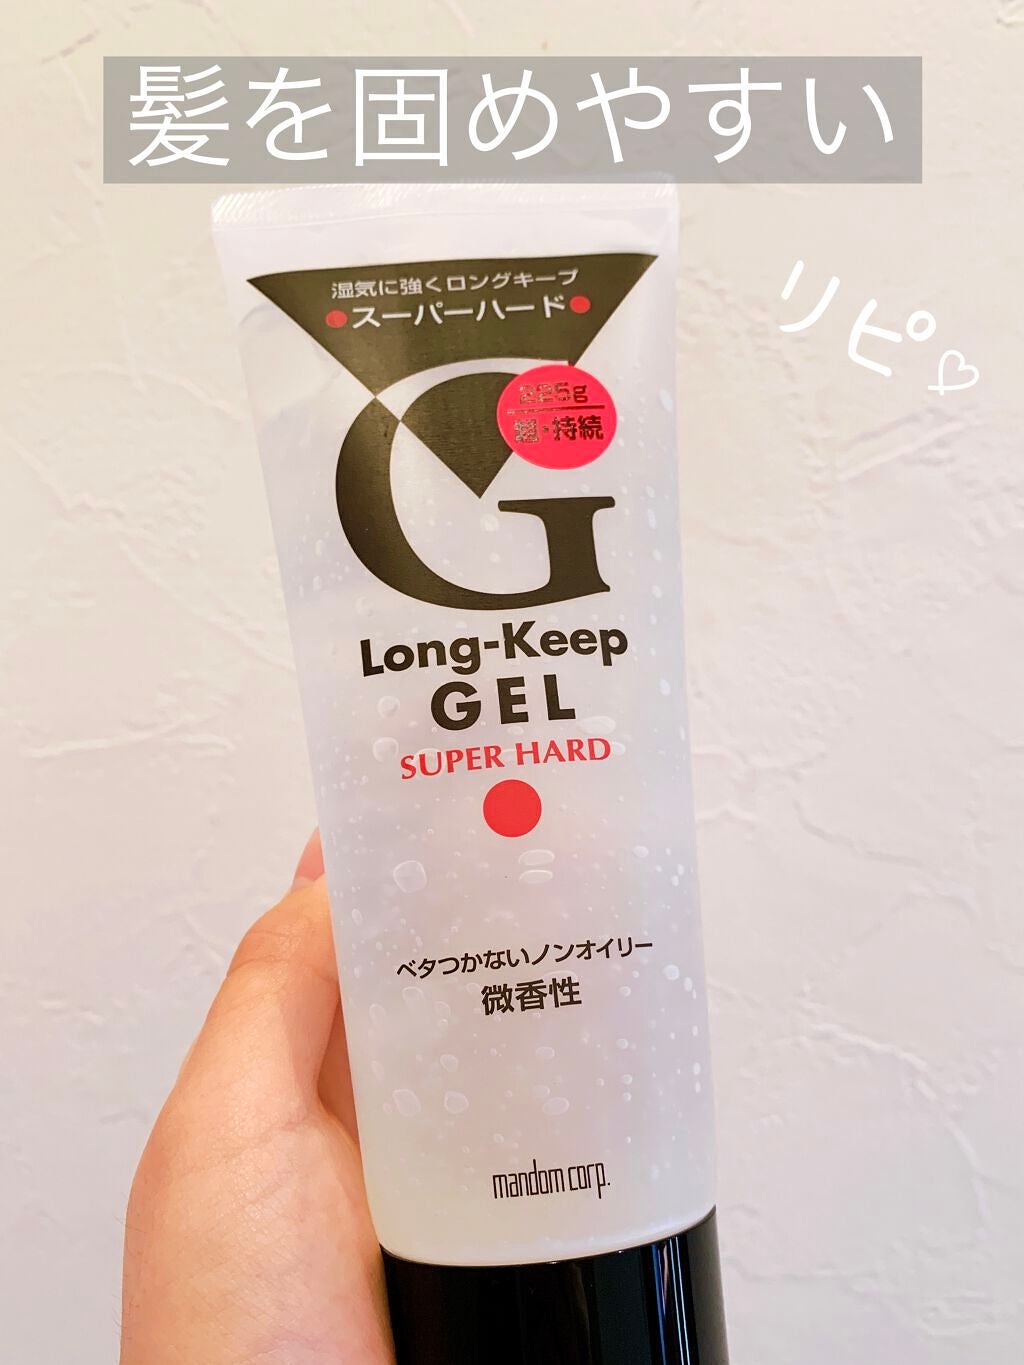 髪を固めやすい
リピ♡
湿気に強くロングキープ
●スーパーハード●
G
225g
・持続
Long-Keep
GEL
SUPER HARD
ベタつかないノンオイリー
微香性
mandom corp.